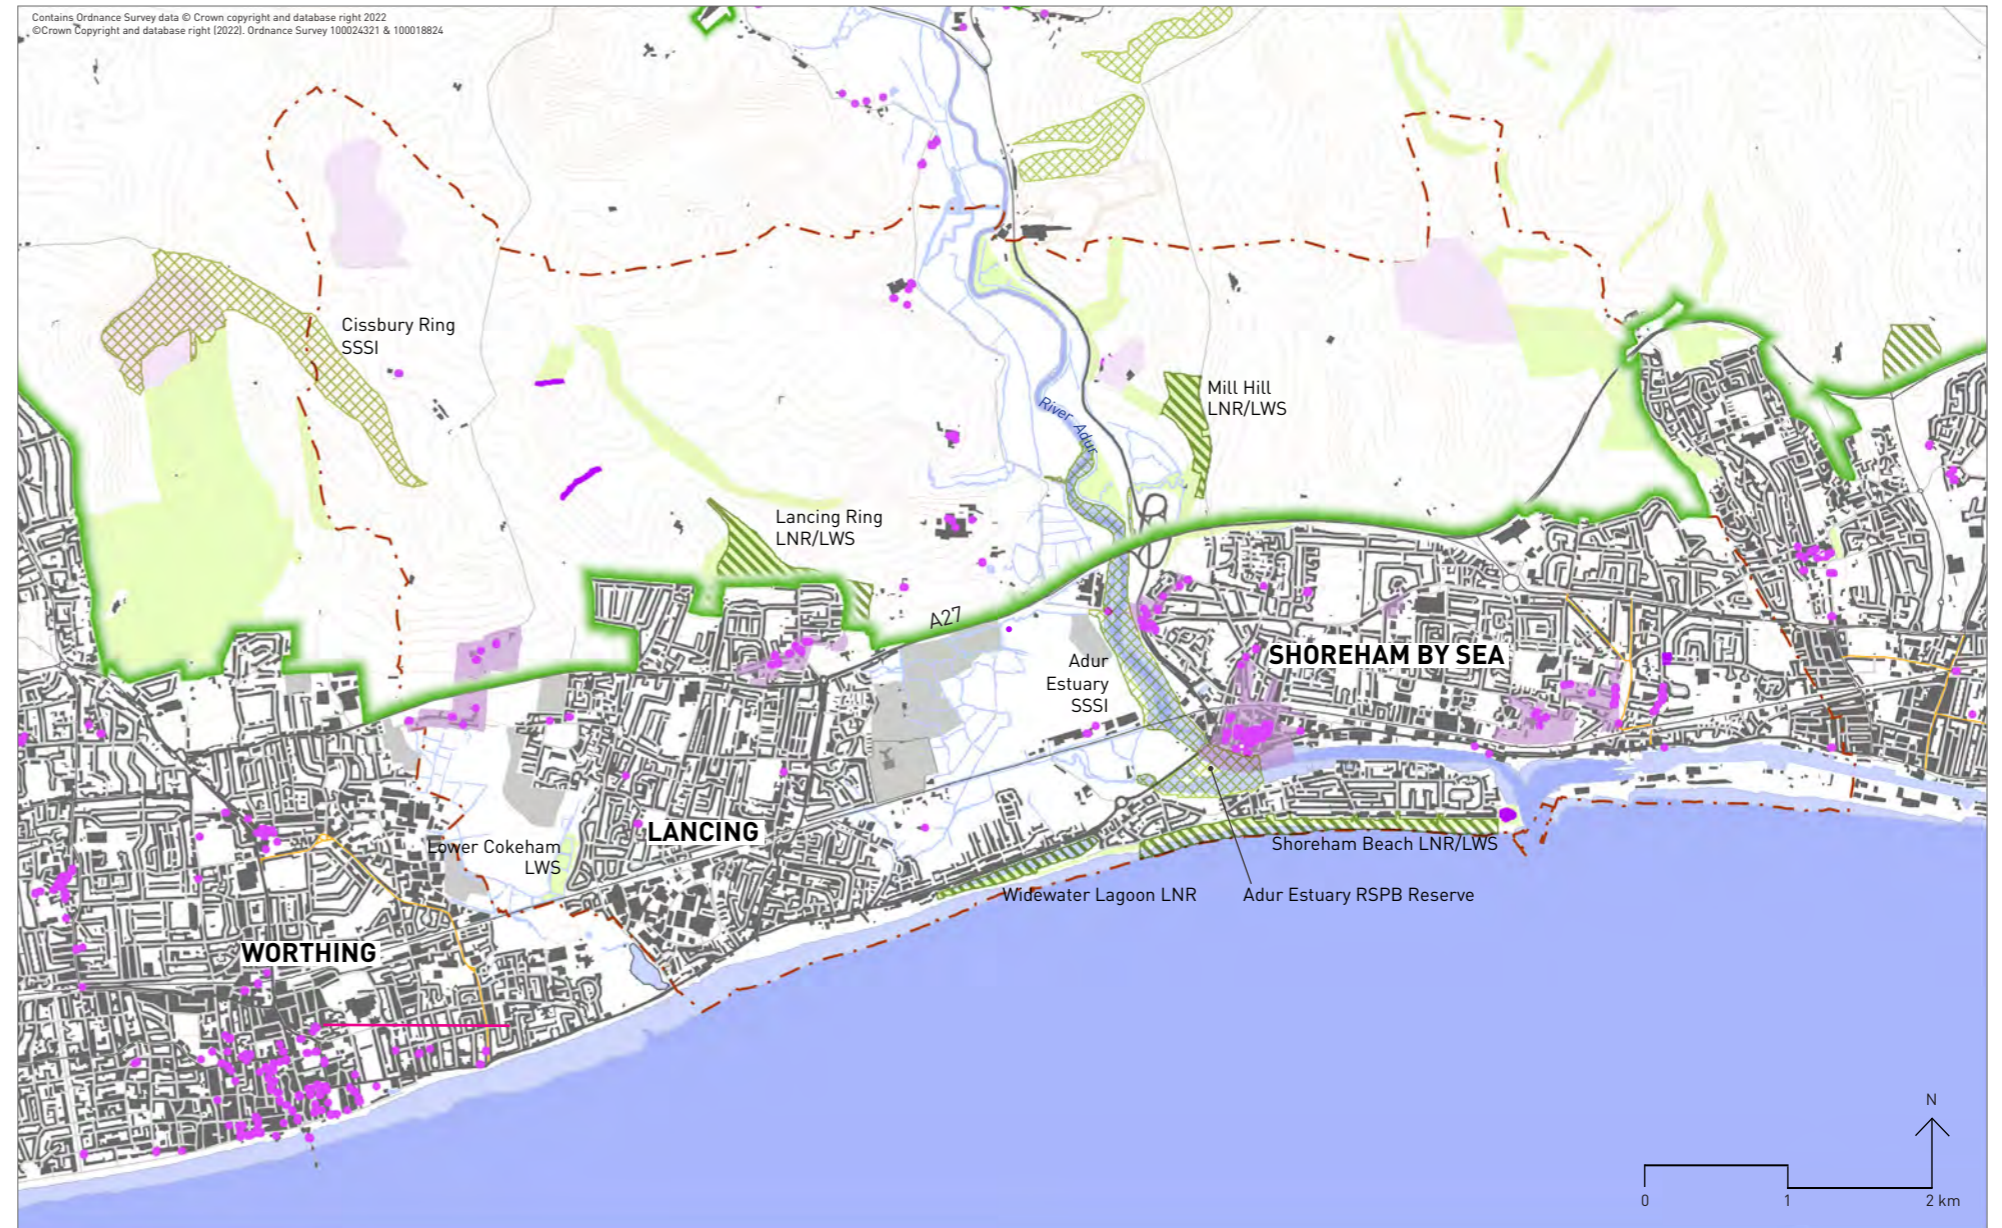 Contains Ordnance Survey data © Crown copyright and database right 2022
©Crown Copyright and database right (2022). Ordnance Survey 100024321 & 100018824
Cissbury Ring
SSSI
Mill Hill
LNR/LWS
River Adur
Lancing Ring
LNR/LWS
A27
Adur
Estuary
SSSI
SHOREHAM BY SEA
LANCING
Lower Cokeham
LWS
Shoreham Beach LNR/LWS
Widewater Lagoon LNR
Adur Estuary RSPB Reserve
WORTHING
N
0 1 2 km